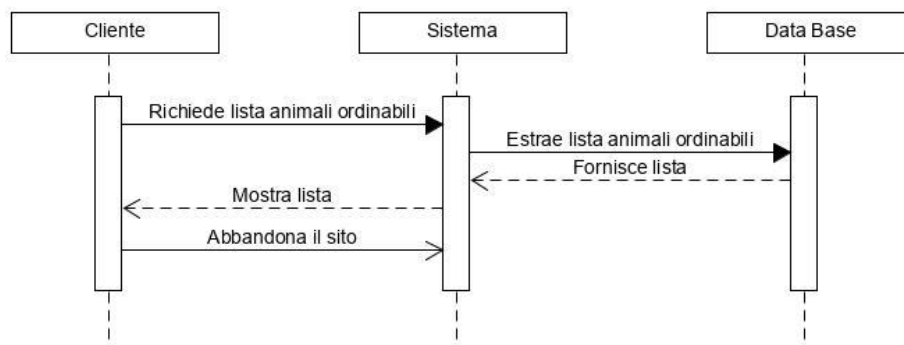 Cliente
Sistema
Data Base
Richiede lista animali ordinabili
Estrae lista animali ordinabili
Fornisce lista
Mostra lista
Abbandona il sito